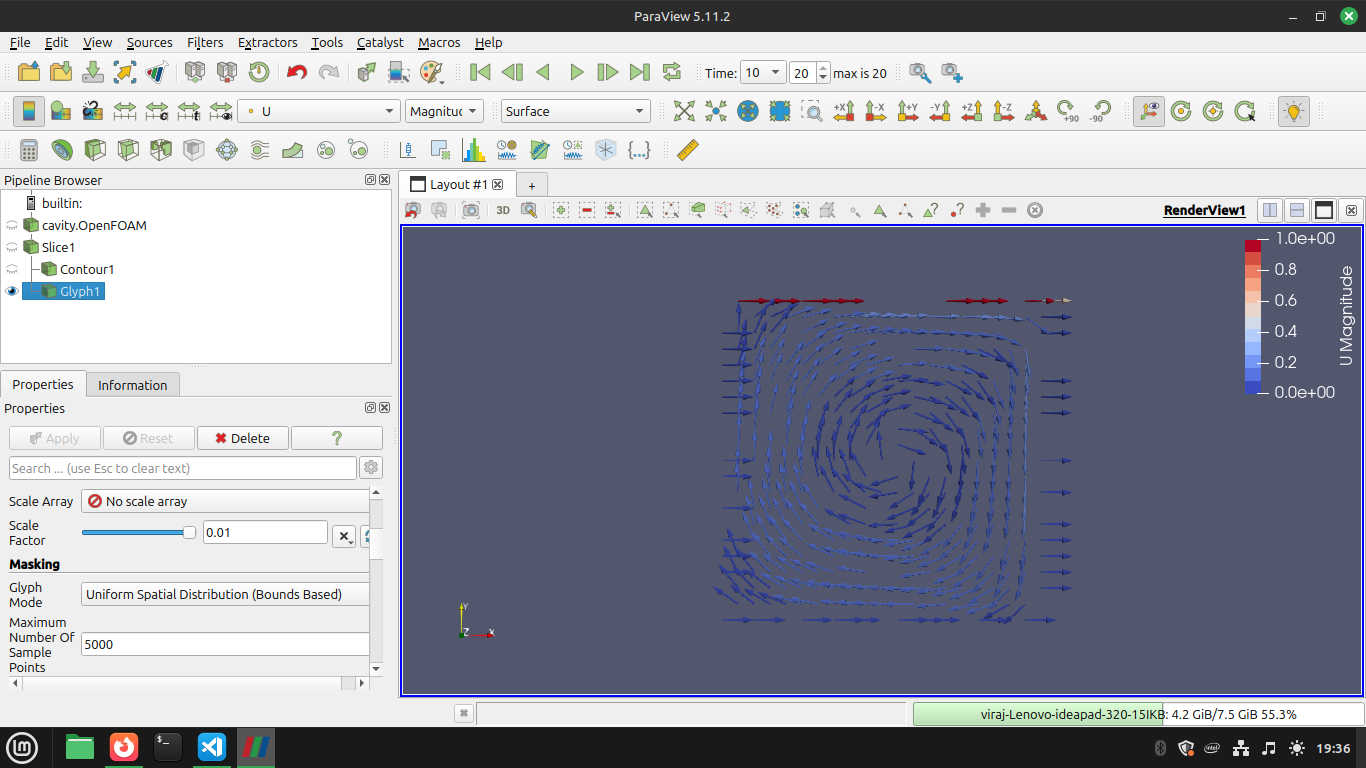 ParaView 5.11.2
File Edit View Sources Filters Extractors Tools Catalyst Macros Help
Time: 10 20 max is 20
U Magnituc Surface
+X -X +Y -Y +Z -Z +90 -90
Pipeline Browser
builtin:
cavity.OpenFOAM
Slice1
Contour1
Glyph1
Properties Information
Properties
Apply Reset Delete ?
Search ... (use Esc to clear text)
Scale Array No scale array
Scale
Factor 0.01
Masking
Glyph
Mode Uniform Spatial Distribution (Bounds Based)
Maximum
Number Of
Sample
Points 5000
Layout #1 +
3D RenderView1
1.0e+00
0.8
0.6
0.4
0.2
0.0e+00
U Magnitude
Y
Z X
viraj-Lenovo-ideapad-320-15IKB: 4.2 GiB/7.5 GiB 55.3%
intel 19:36